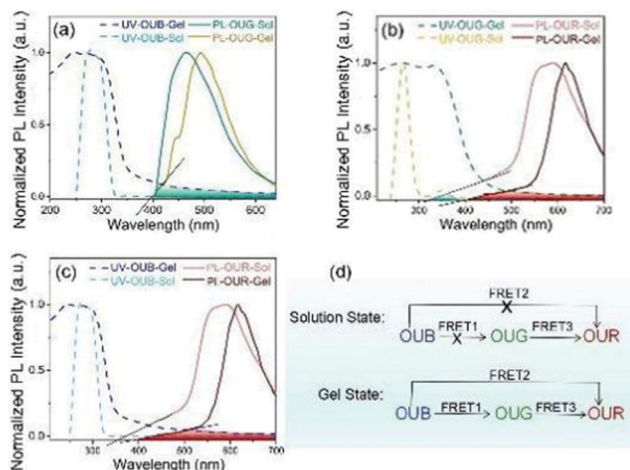 (a)
UV-OUB-Gel
PL-OUG-Sol
UV-OUB-Sol
PL-OUG-Gel
Normalized PL Intensity (a.u.)
1.0
0.5
0.0
200 300 400 500 600
Wavelength (nm)
(b)
UV-OUG-Gel
PL-OUR-Sol
UV-OUG-Sol
PL-OUR-Gel
Normalized PL Intensity (a.u.)
1.0
0.5
0.0
200 300 400 500 600 700
Wavelength (nm)
(c)
UV-OUB-Gel
PL-OUR-Sol
UV-OUB-Sol
PL-OUR-Gel
Normalized PL Intensity (a.u.)
1.0
0.5
0.0
300 400 500 600 700
Wavelength (nm)
(d)
FRET2
X
Solution State:
FRET1 FRET3
OUB X OUG OUR
FRET2
Gel State:
FRET1 FRET3
OUB OUG OUR